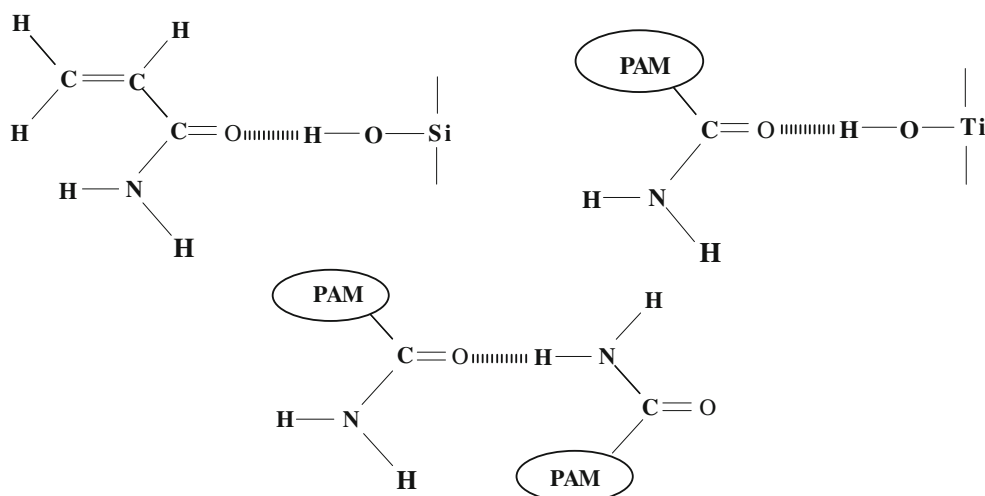 H H
C C
H C O H O Si
H N
H
PAM
C O H O Ti
H N
H
PAM H
C O H N
H N C O
H PAM